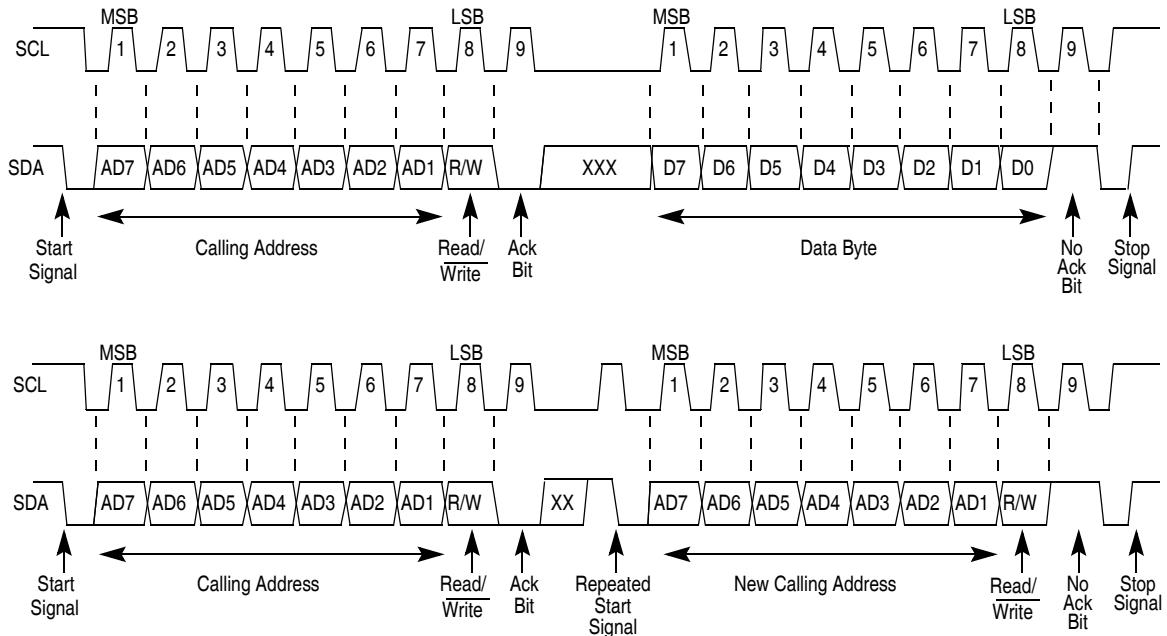 MSB LSB MSB LSB
SCL 1 2 3 4 5 6 7 8 9 1 2 3 4 5 6 7 8 9
SDA AD7 AD6 AD5 AD4 AD3 AD2 AD1 R/W XXX D7 D6 D5 D4 D3 D2 D1 D0
Start Signal
Calling Address
Read/ Write
Ack Bit
Data Byte
No Ack Bit
Stop Signal
MSB LSB MSB LSB
SCL 1 2 3 4 5 6 7 8 9 1 2 3 4 5 6 7 8 9
SDA AD7 AD6 AD5 AD4 AD3 AD2 AD1 R/W XX AD7 AD6 AD5 AD4 AD3 AD2 AD1 R/W
Start Signal
Calling Address
Read/ Write
Ack Bit
Repeated Start Signal
New Calling Address
Read/ Write
No Ack Bit
Stop Signal